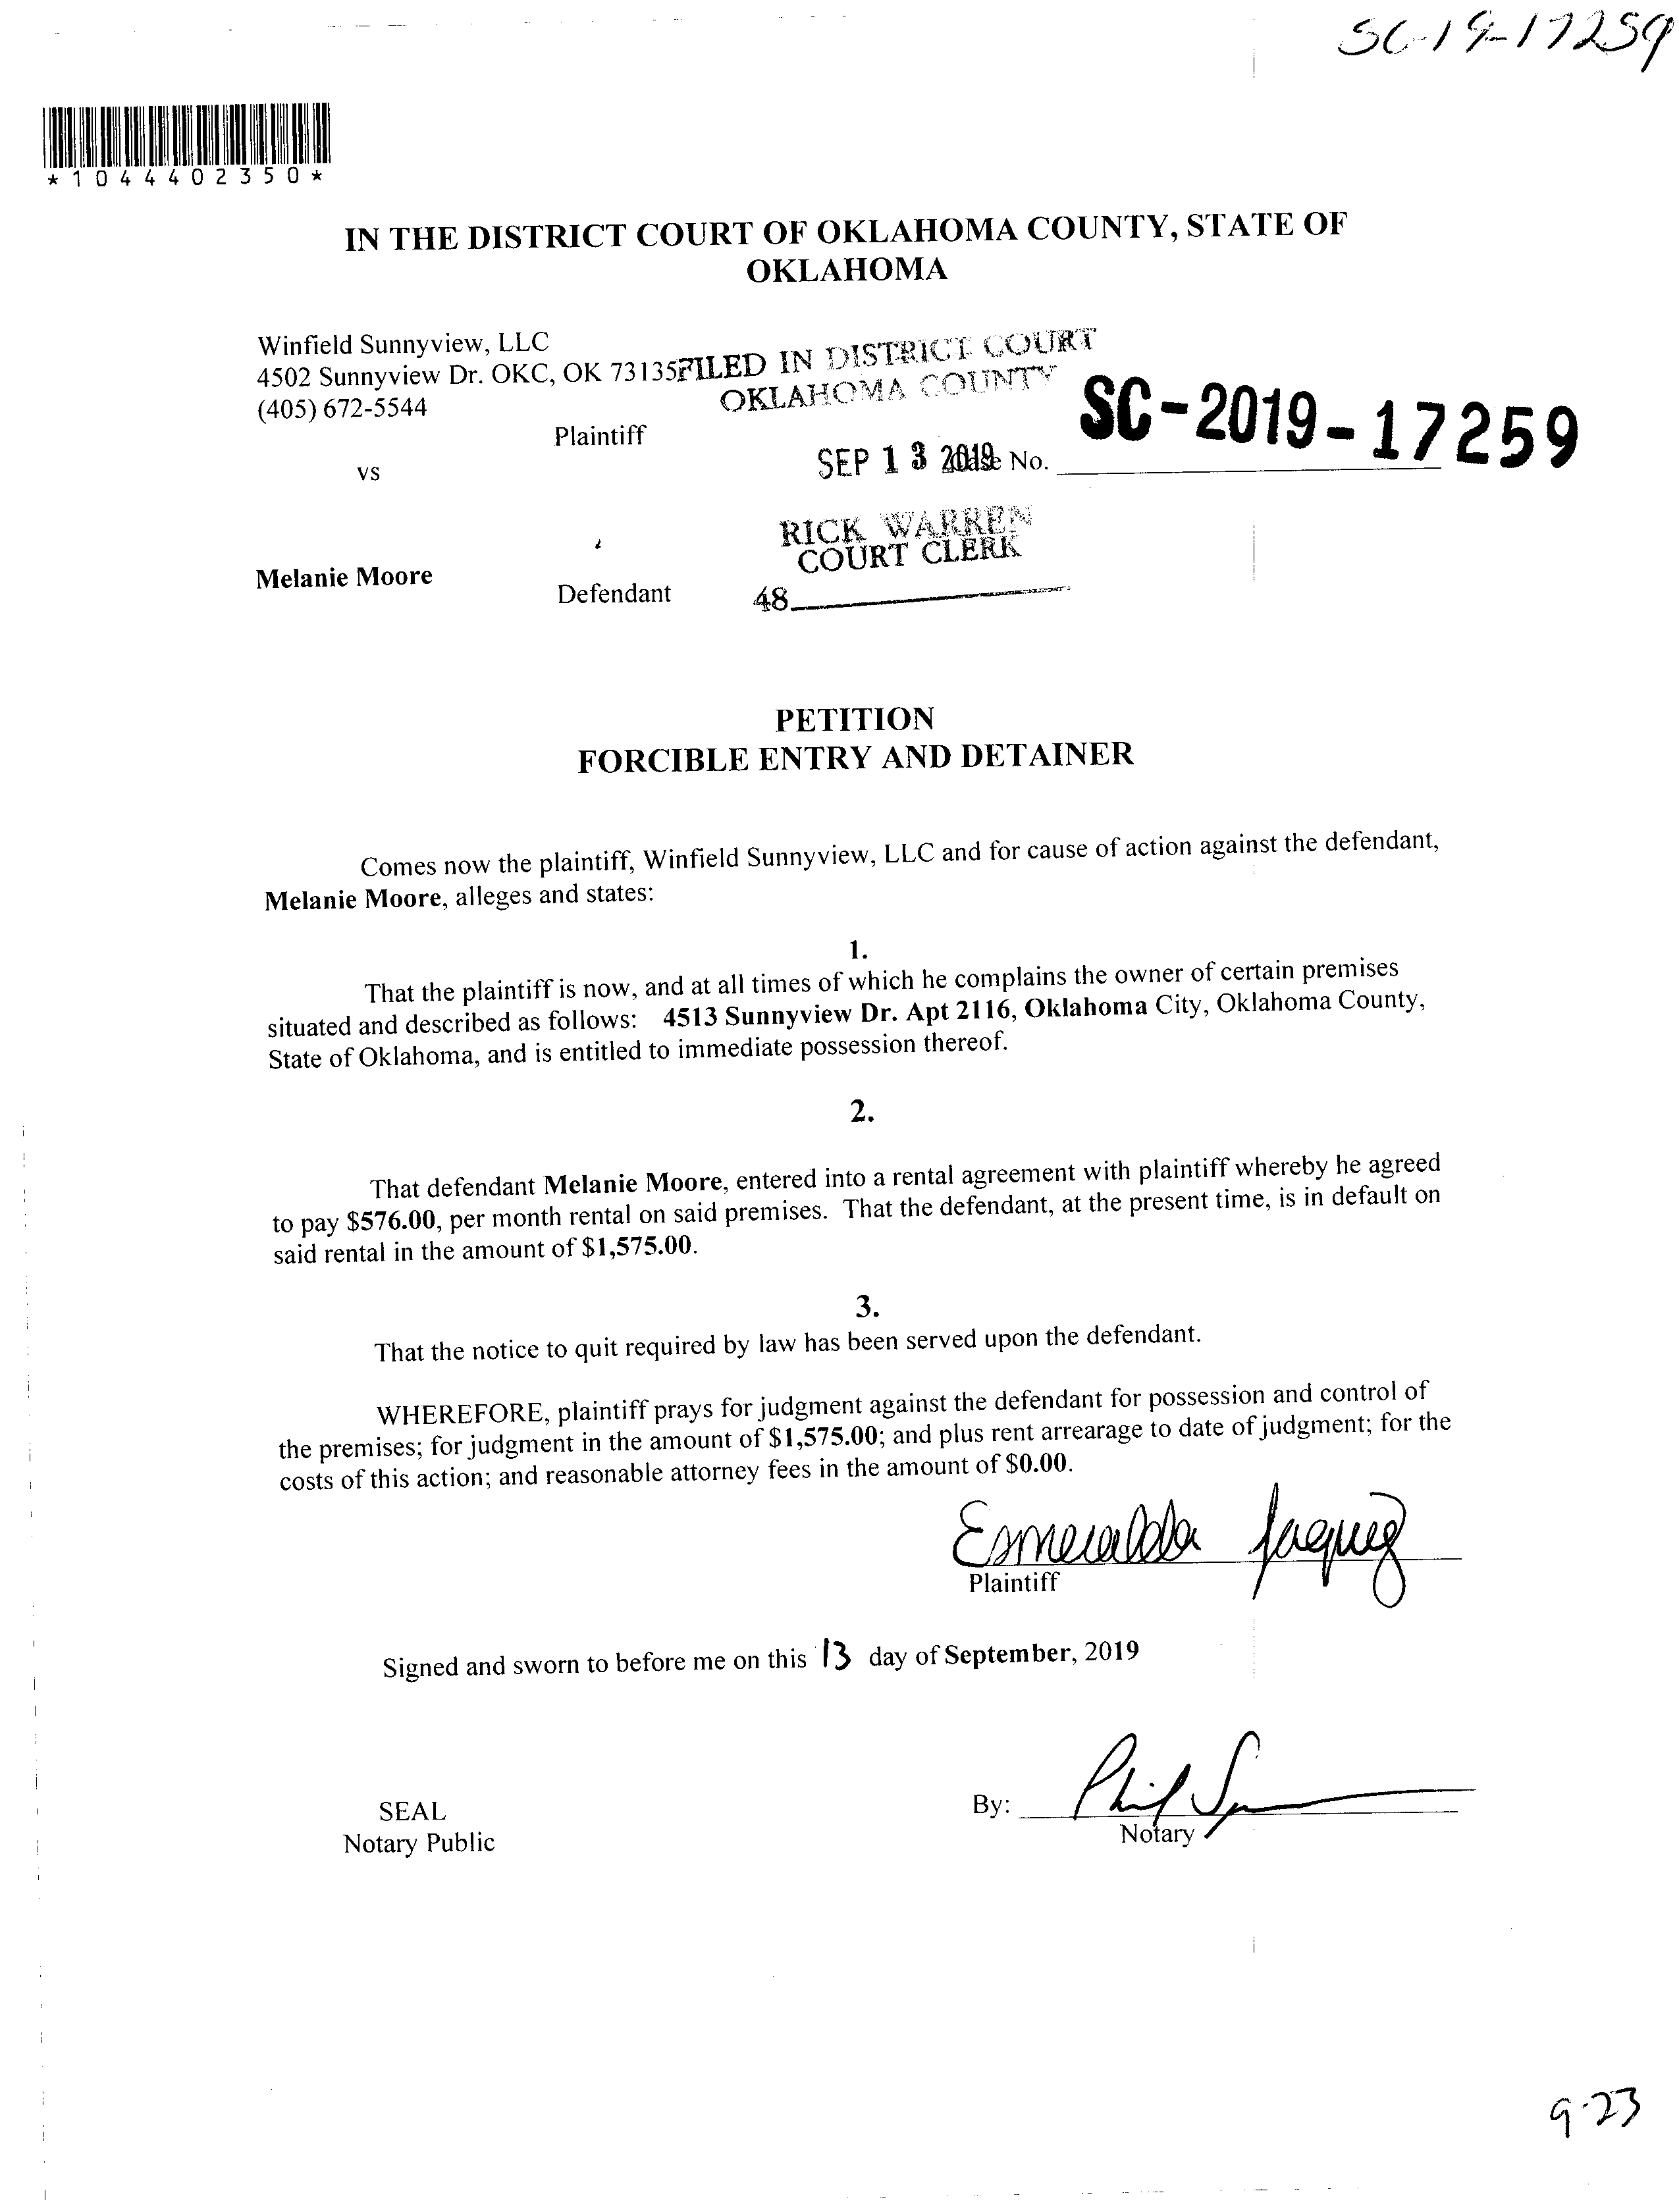 SC-19-17259
*1044402350*
IN THE DISTRICT COURT OF OKLAHOMA COUNTY, STATE OF
OKLAHOMA
Winfield Sunnyview, LLC
4502 Sunnyview Dr. OKC, OK 73135
(405) 672-5544
Plaintiff
vs
Melanie Moore
Defendant
FILED IN DISTRICT COURT
OKLAHOMA COUNTY
SEP 13 2019
Case No. SC-2019-17259
RICK WARREN
COURT CLERK
48
PETITION
FORCIBLE ENTRY AND DETAINER
Comes now the plaintiff, Winfield Sunnyview, LLC and for cause of action against the defendant,
Melanie Moore, alleges and states:
1.
That the plaintiff is now, and at all times of which he complains the owner of certain premises
situated and described as follows: 4513 Sunnyview Dr. Apt 2116, Oklahoma City, Oklahoma County,
State of Oklahoma, and is entitled to immediate possession thereof.
2.
That defendant Melanie Moore, entered into a rental agreement with plaintiff whereby he agreed
to pay $576.00, per month rental on said premises. That the defendant, at the present time, is in default on
said rental in the amount of $1,575.00.
3.
That the notice to quit required by law has been served upon the defendant.
WHEREFORE, plaintiff prays for judgment against the defendant for possession and control of
the premises; for judgment in the amount of $1,575.00; and plus rent arrearage to date of judgment; for the
costs of this action; and reasonable attorney fees in the amount of $0.00.
Esmeralda Jaquez
Plaintiff
Signed and sworn to before me on this 13 day of September, 2019
SEAL
Notary Public
By: Phil
Notary
9-23